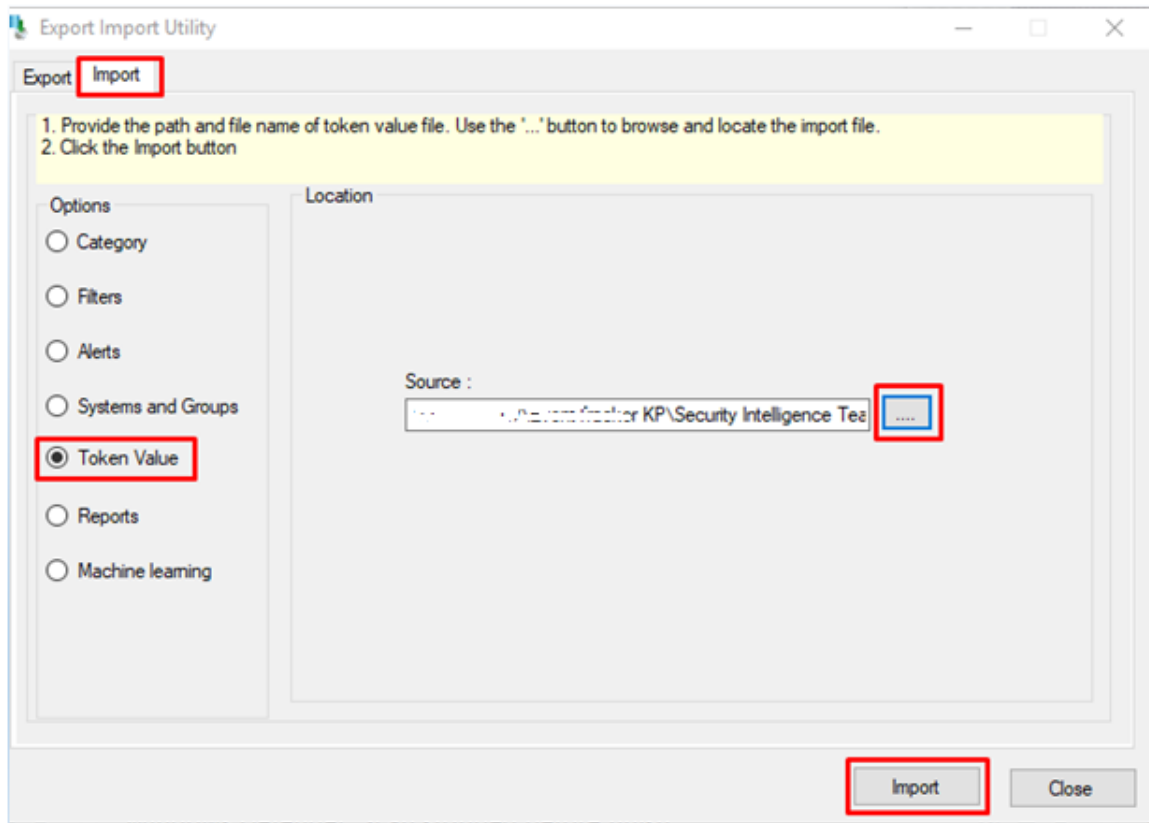 Export Import Utility
Export Import
1. Provide the path and file name of token value file. Use the '...' button to browse and locate the import file.
2. Click the Import button
Options
Location
Category
Filters
Alerts
Source :
Systems and Groups
KP\Security Intelligence Tea
....
Token Value
Reports
Machine learning
Import
Close